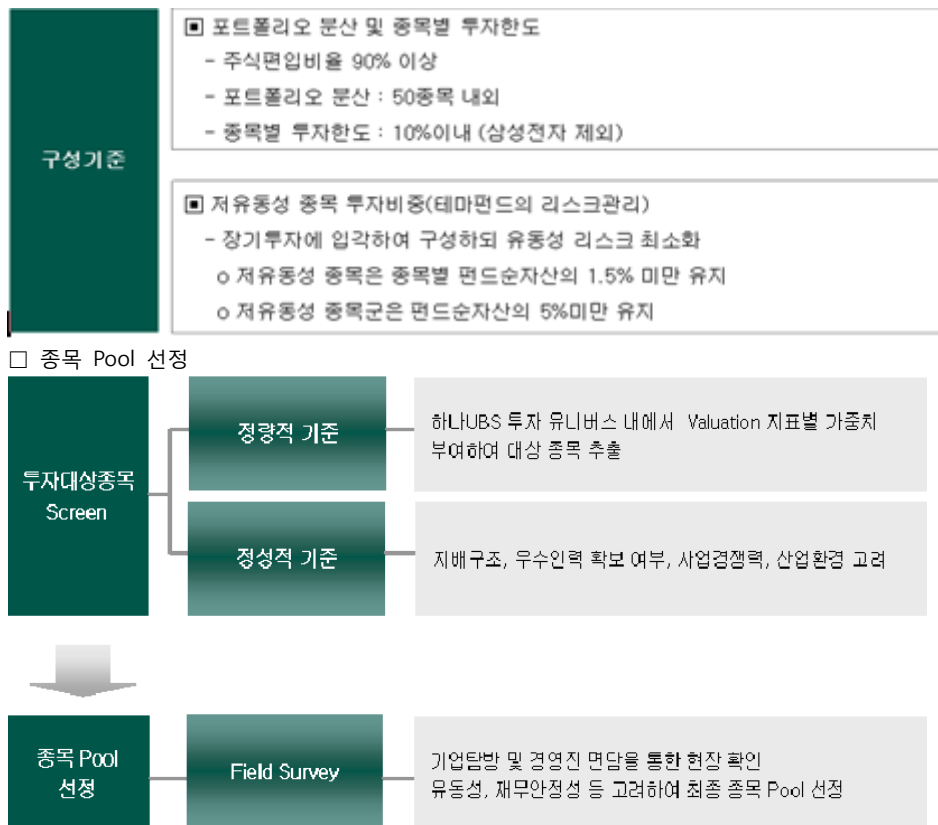 구성기준
▣ 포트폴리오 분산 및 종목별 투자한도
- 주식편입비율 90% 이상
- 포트폴리오 분산 : 50종목 내외
- 종목별 투자한도 : 10%이내 (삼성전자 제외)
▣ 저유동성 종목 투자비중(테마펀드의 리스크관리)
- 장기투자에 입각하여 구성하되 유동성 리스크 최소화
o 저유동성 종목은 종목별 펀드순자산의 1.5% 미만 유지
o 저유동성 종목군은 펀드순자산의 5%미만 유지
□ 종목 Pool 선정
투자대상종목
Screen
정량적 기준
하나UBS 투자 유니버스 내에서 Valuation 지표별 가중치
부여하여 대상 종목 추출
정성적 기준
지배구조, 우수인력 확보 여부, 사업경쟁력, 산업환경 고려
종목 Pool
선정
Field Survey
기업탐방 및 경영진 면담을 통한 현장 확인
유동성, 재무안정성 등 고려하여 최종 종목 Pool 선정